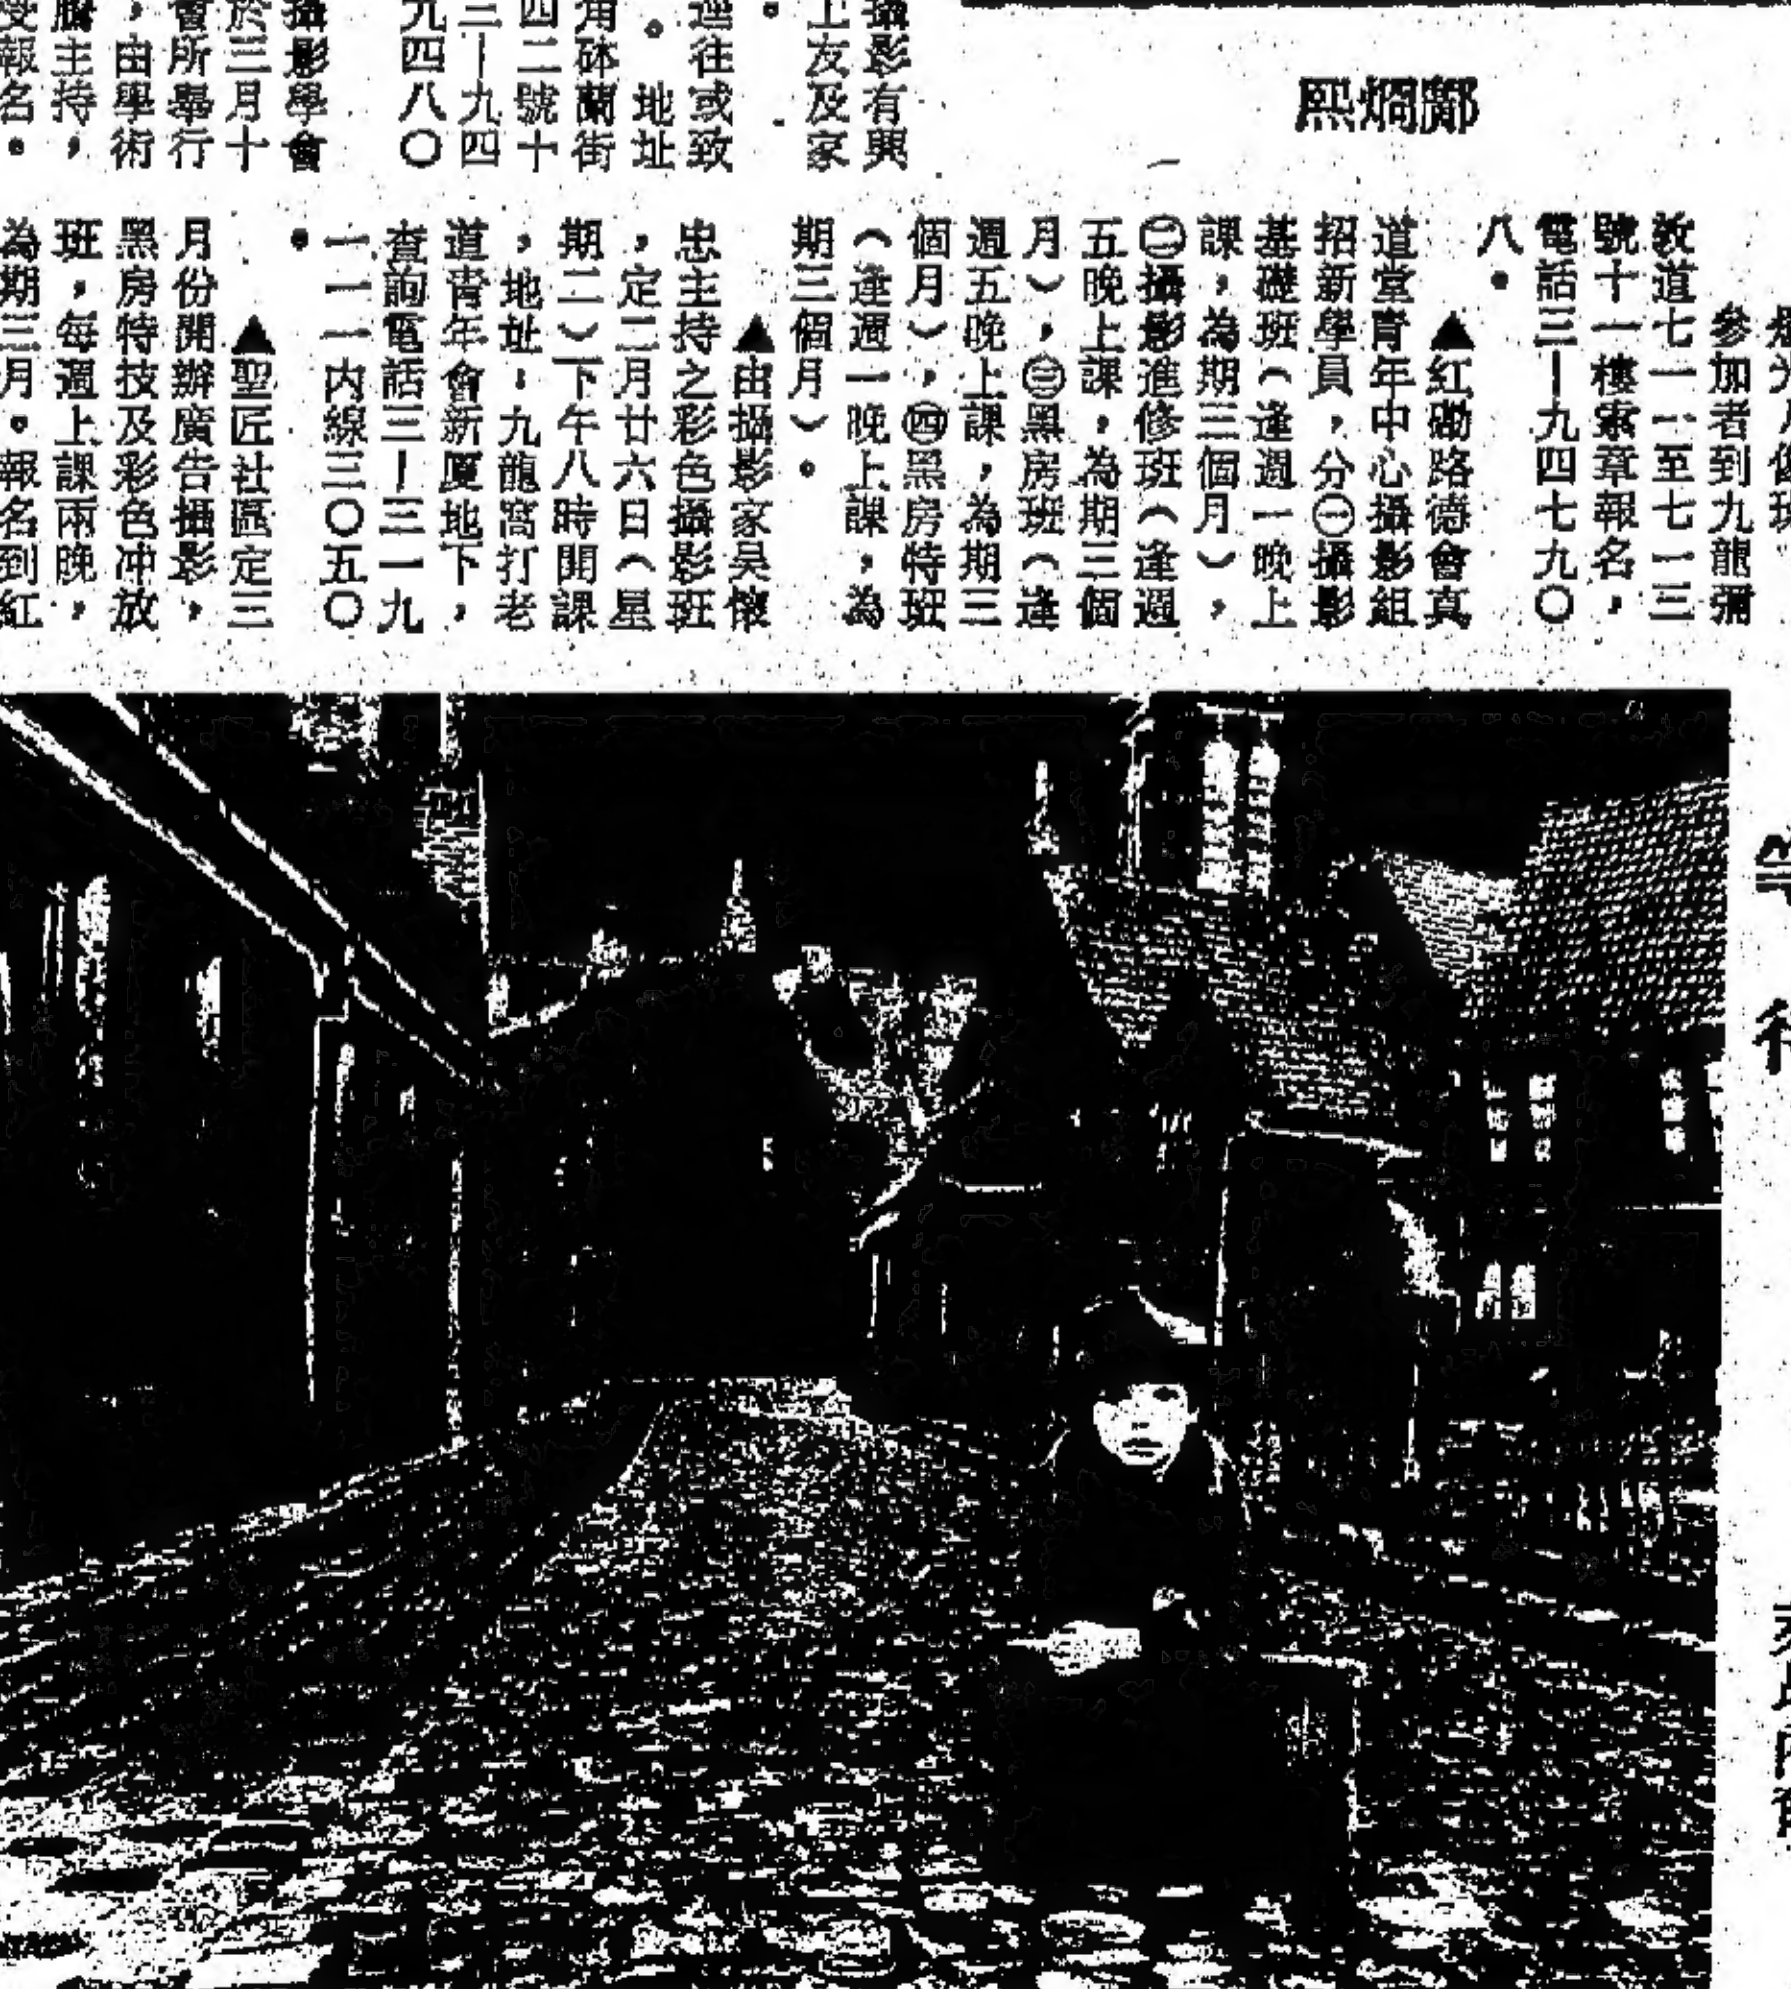 鄺烱熙
攝影有興
上友及家
。
逕往或致
。地址
角砵蘭街
四二號十
三—九四
九四八〇
攝影學會
於三月十
會所舉行
,由學術
騰主持,
受報名。
參加者到九龍彌
敦道七一一至七一三
號十一樓索章報名,
電話三—九四七九〇
八。
▲紅磡路德會真
道堂青年中心攝影組
招新學員,分㊀攝影
基礎班(逢週一晚上
課,為期三個月),
㊁攝影進修班(逢週
五晚上課,為期三個
月),㊂黑房班(逢
週五晚上課,為期三
個月),㊃黑房特班
(逢週一晚上課,為
期三個月)。
▲由攝影家吴懷
忠主持之彩色攝影班
,定二月廿六日(星
期二)下午八時開課
,地址:九龍窩打老
道青年會新廈地下,
查詢電話三—三一九
一一一内線三〇五〇
。
▲聖匠社區定三
月份開辦廣告攝影,
黑房特技及彩色冲放
班,每週上課兩晚,
為期三月。報名到紅